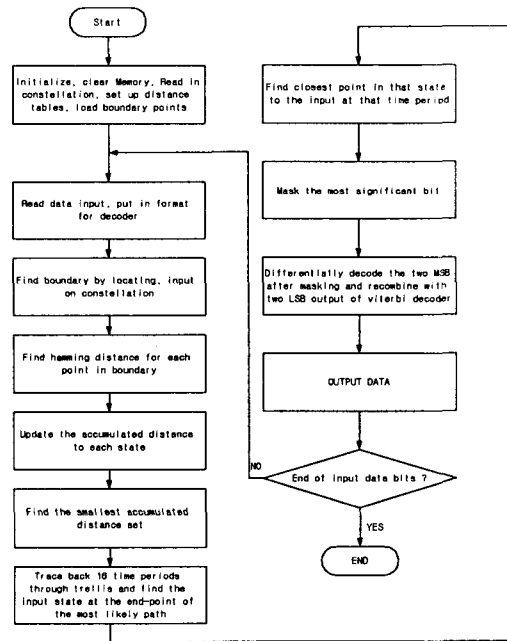 Start
Initialize, clear Memory, Read in
constellation, set up distance
tables, load boundary points
Read data input, put in format
for decoder
Find boundary by locating, input
on constellation
Find hamming distance for each
point in boundary
Update the accumulated distance
to each state
Find the smallest accumulated
distance set
Trace back 16 time periods
through trellis and find the
input state at the end-point of
the most likely path
Find closest point in that state
to the input at that time period
Mask the most significant bit
Differentially decode the two MSB
after masking and recombine with
two LSB output of viterbi decoder
OUTPUT DATA
End of input data bits ?
NO
YES
END